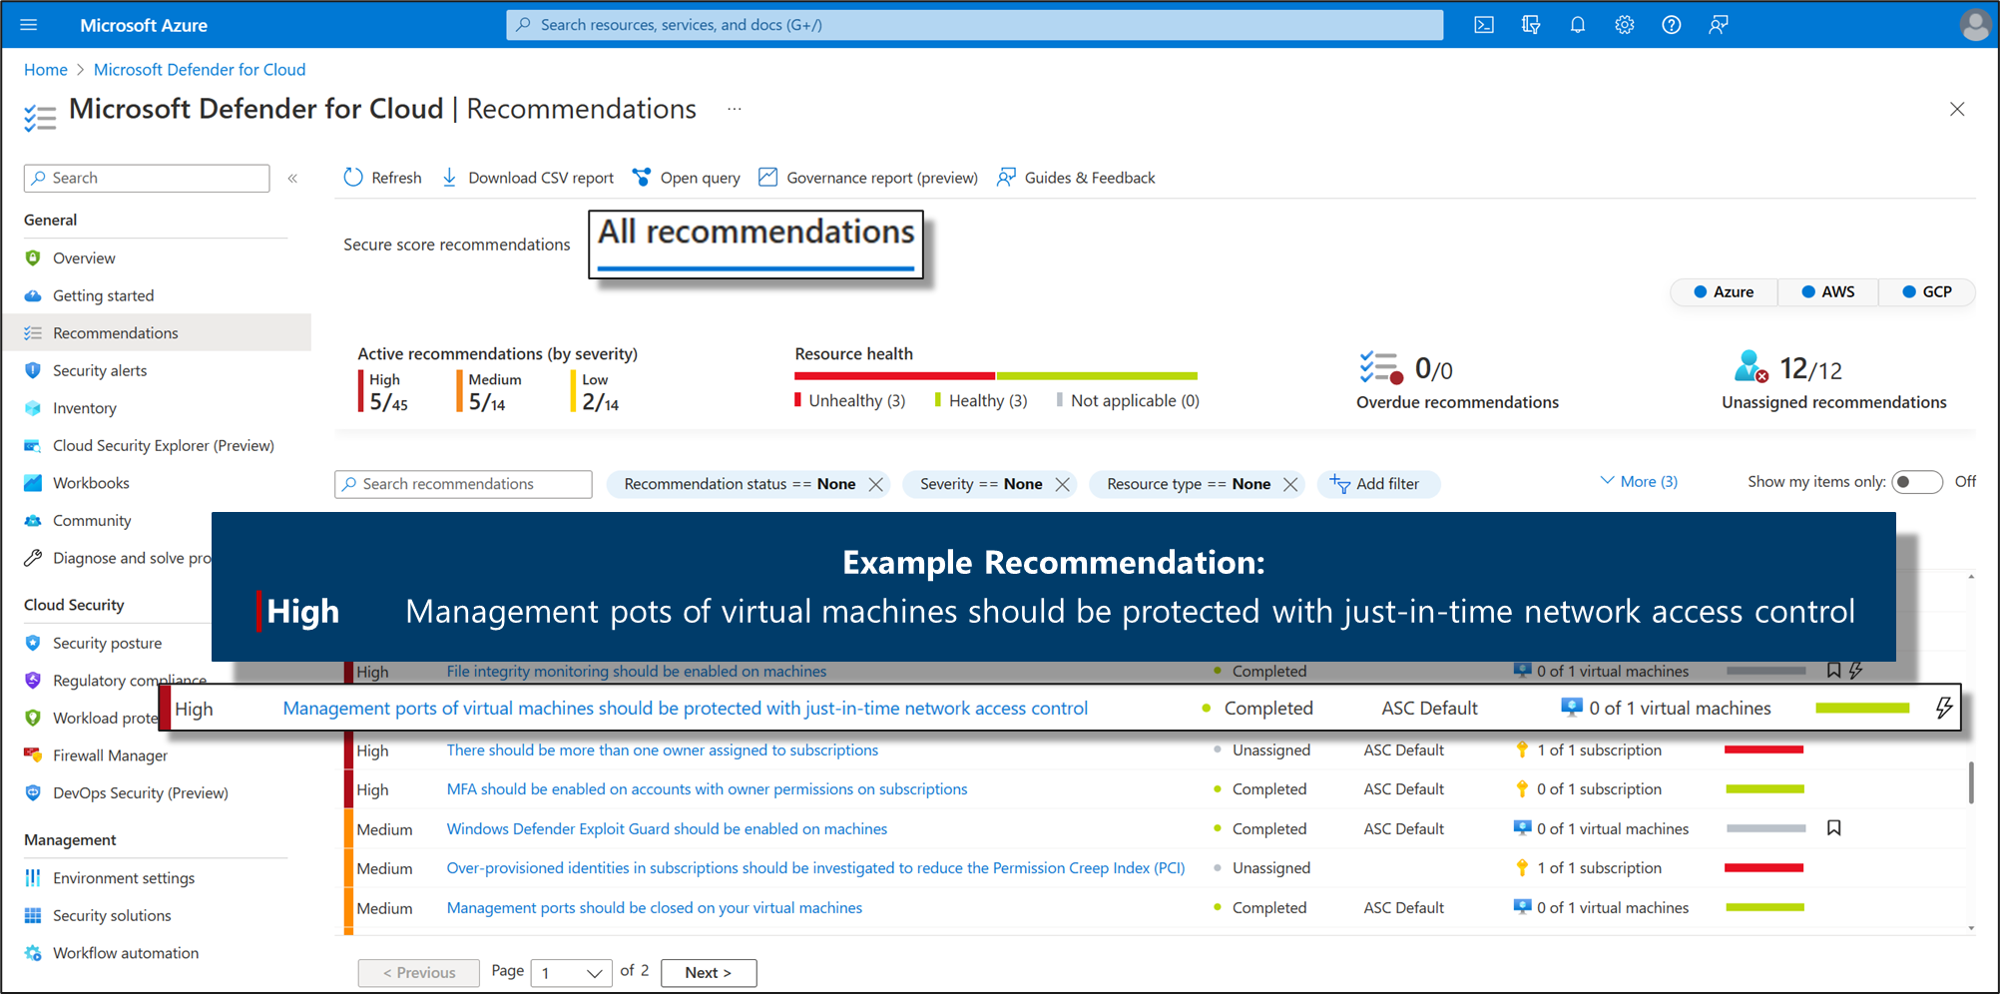 Microsoft Azure
Search resources, services, and docs (G+/)
Home > Microsoft Defender for Cloud
Microsoft Defender for Cloud | Recommendations ...
Search «
General
Overview
Getting started
Recommendations
Security alerts
Inventory
Cloud Security Explorer (Preview)
Workbooks
Community
Diagnose and solve pro
Cloud Security
Security posture
Regulatory compliance
Workload prote
Firewall Manager
DevOps Security (Preview)
Management
Environment settings
Security solutions
Workflow automation
Refresh Download CSV report Open query Governance report (preview) Guides & Feedback
Secure score recommendations All recommendations
Azure AWS GCP
Active recommendations (by severity)
High Medium Low
5/45 5/14 2/14
Resource health
Unhealthy (3) Healthy (3) Not applicable (0)
0/0
Overdue recommendations
12/12
Unassigned recommendations
Search recommendations Recommendation status == None Severity == None Resource type == None Add filter More (3) Show my items only: Off
Example Recommendation:
High Management pots of virtual machines should be protected with just-in-time network access control
High File integrity monitoring should be enabled on machines Completed 0 of 1 virtual machines
High Management ports of virtual machines should be protected with just-in-time network access control Completed ASC Default 0 of 1 virtual machines
High There should be more than one owner assigned to subscriptions Unassigned ASC Default 1 of 1 subscription
High MFA should be enabled on accounts with owner permissions on subscriptions Completed ASC Default 0 of 1 subscription
Medium Windows Defender Exploit Guard should be enabled on machines Completed ASC Default 0 of 1 virtual machines
Medium Over-provisioned identities in subscriptions should be investigated to reduce the Permission Creep Index (PCI) Unassigned 1 of 1 subscription
Medium Management ports should be closed on your virtual machines Completed ASC Default 0 of 1 virtual machines
< Previous Page 1 of 2 Next >